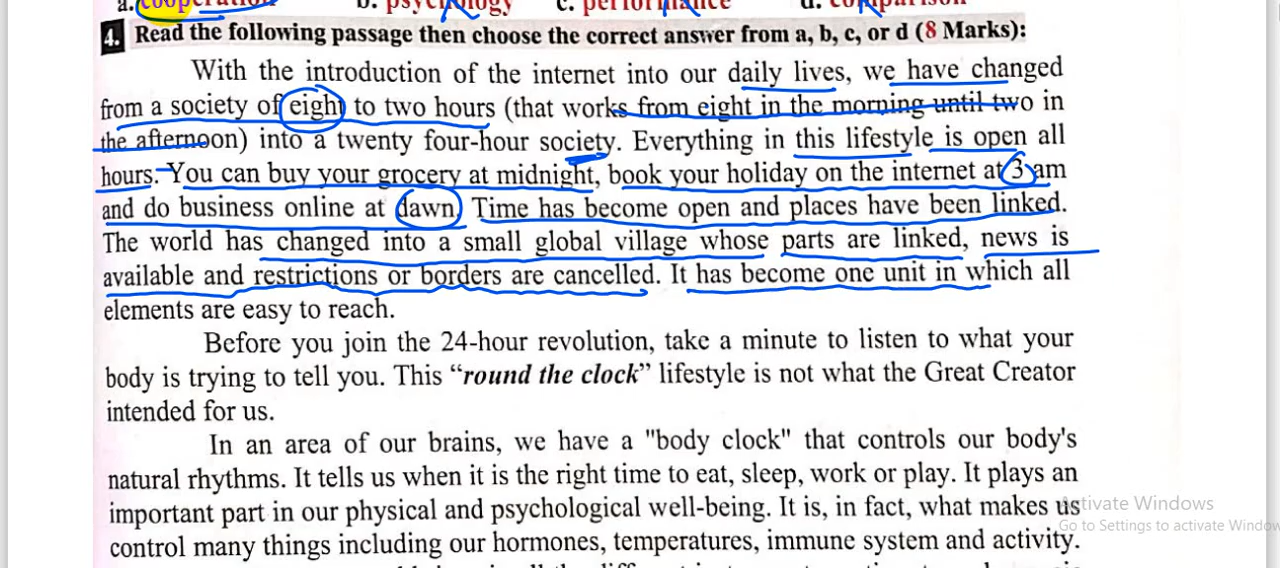 a. cooperation b. psychology c. performance d. comparison
4. Read the following passage then choose the correct answer from a, b, c, or d (8 Marks):
With the introduction of the internet into our daily lives, we have changed
from a society of eight to two hours (that works from eight in the morning until two in
the afternoon) into a twenty four-hour society. Everything in this lifestyle is open all
hours. You can buy your grocery at midnight, book your holiday on the internet at 3 am
and do business online at dawn. Time has become open and places have been linked.
The world has changed into a small global village whose parts are linked, news is
available and restrictions or borders are cancelled. It has become one unit in which all
elements are easy to reach.
Before you join the 24-hour revolution, take a minute to listen to what your
body is trying to tell you. This “round the clock” lifestyle is not what the Great Creator
intended for us.
In an area of our brains, we have a "body clock" that controls our body's
natural rhythms. It tells us when it is the right time to eat, sleep, work or play. It plays an
important part in our physical and psychological well-being. It is, in fact, what makes us
control many things including our hormones, temperatures, immune system and activity.
Activate Windows
Go to Settings to activate Window